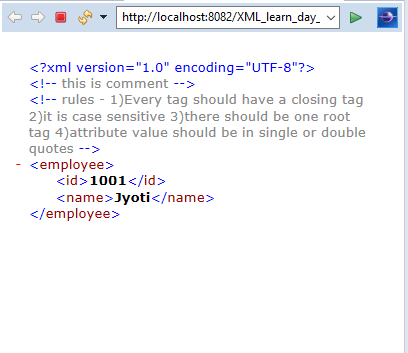 http://localhost:8082/XML_learn_day_
<?xml version="1.0" encoding="UTF-8"?>
<!-- this is comment -->
<!-- rules - 1)Every tag should have a closing tag
2)it is case sensitive 3)there should be one root
tag 4)attribute value should be in single or double
quotes -->
- <employee>
<id>1001</id>
<name>Jyoti</name>
</employee>